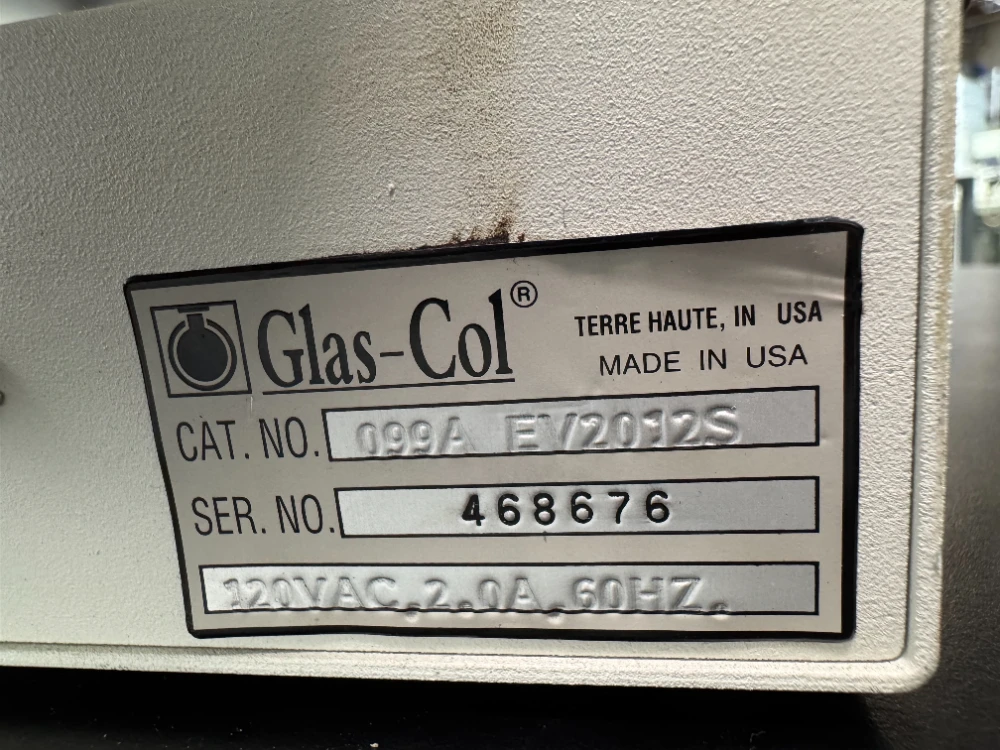 Glas-Col®
TERRE HAUTE, IN USA
MADE IN USA
CAT. NO. 099A EV2012S
SER. NO. 468676
120VAC,2.0A,60HZ.